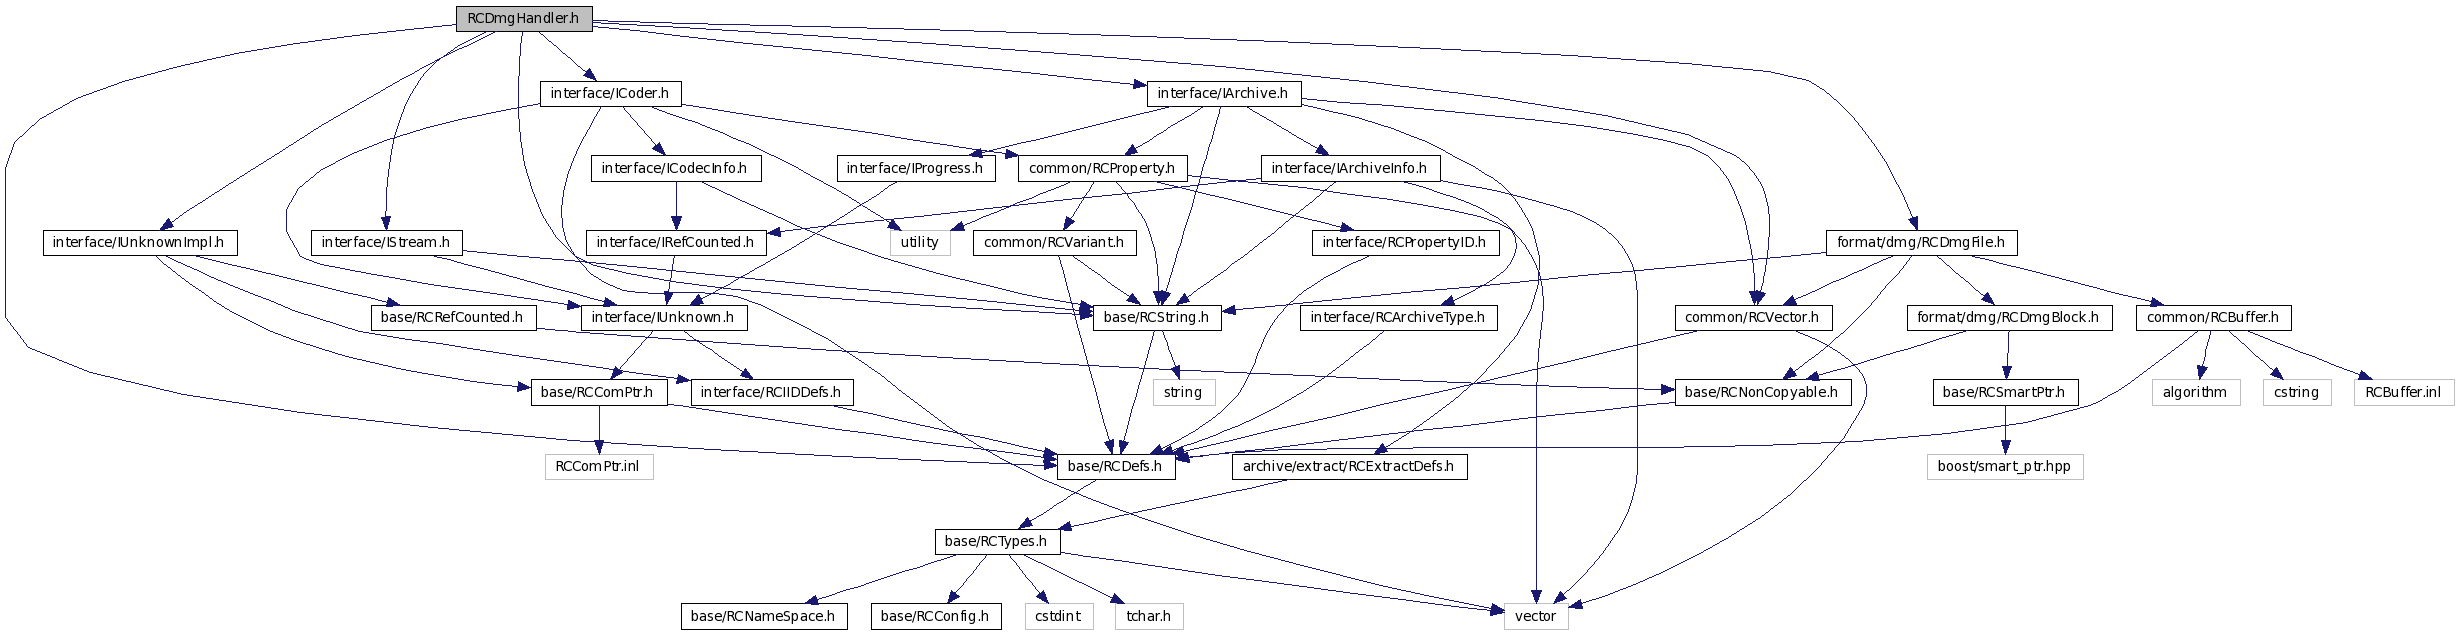 RCDmgHandler.h
interface/ICoder.h
interface/IArchive.h
interface/ICodecInfo.h
interface/IProgress.h
common/RCProperty.h
interface/IArchiveInfo.h
interface/IUnknownImpl.h
interface/IStream.h
interface/IRefCounted.h
utility
common/RCVariant.h
interface/RCPropertyID.h
format/dmg/RCDmgFile.h
base/RCRefCounted.h
interface/IUnknown.h
base/RCString.h
interface/RCArchiveType.h
common/RCVector.h
format/dmg/RCDmgBlock.h
common/RCBuffer.h
base/RCComPtr.h
interface/RCIIDDefs.h
string
base/RCNonCopyable.h
base/RCSmartPtr.h
algorithm
cstring
RCBuffer.inl
RCComPtr.inl
base/RCDefs.h
archive/extract/RCExtractDefs.h
boost/smart_ptr.hpp
base/RCTypes.h
base/RCNameSpace.h
base/RCConfig.h
cstdint
tchar.h
vector